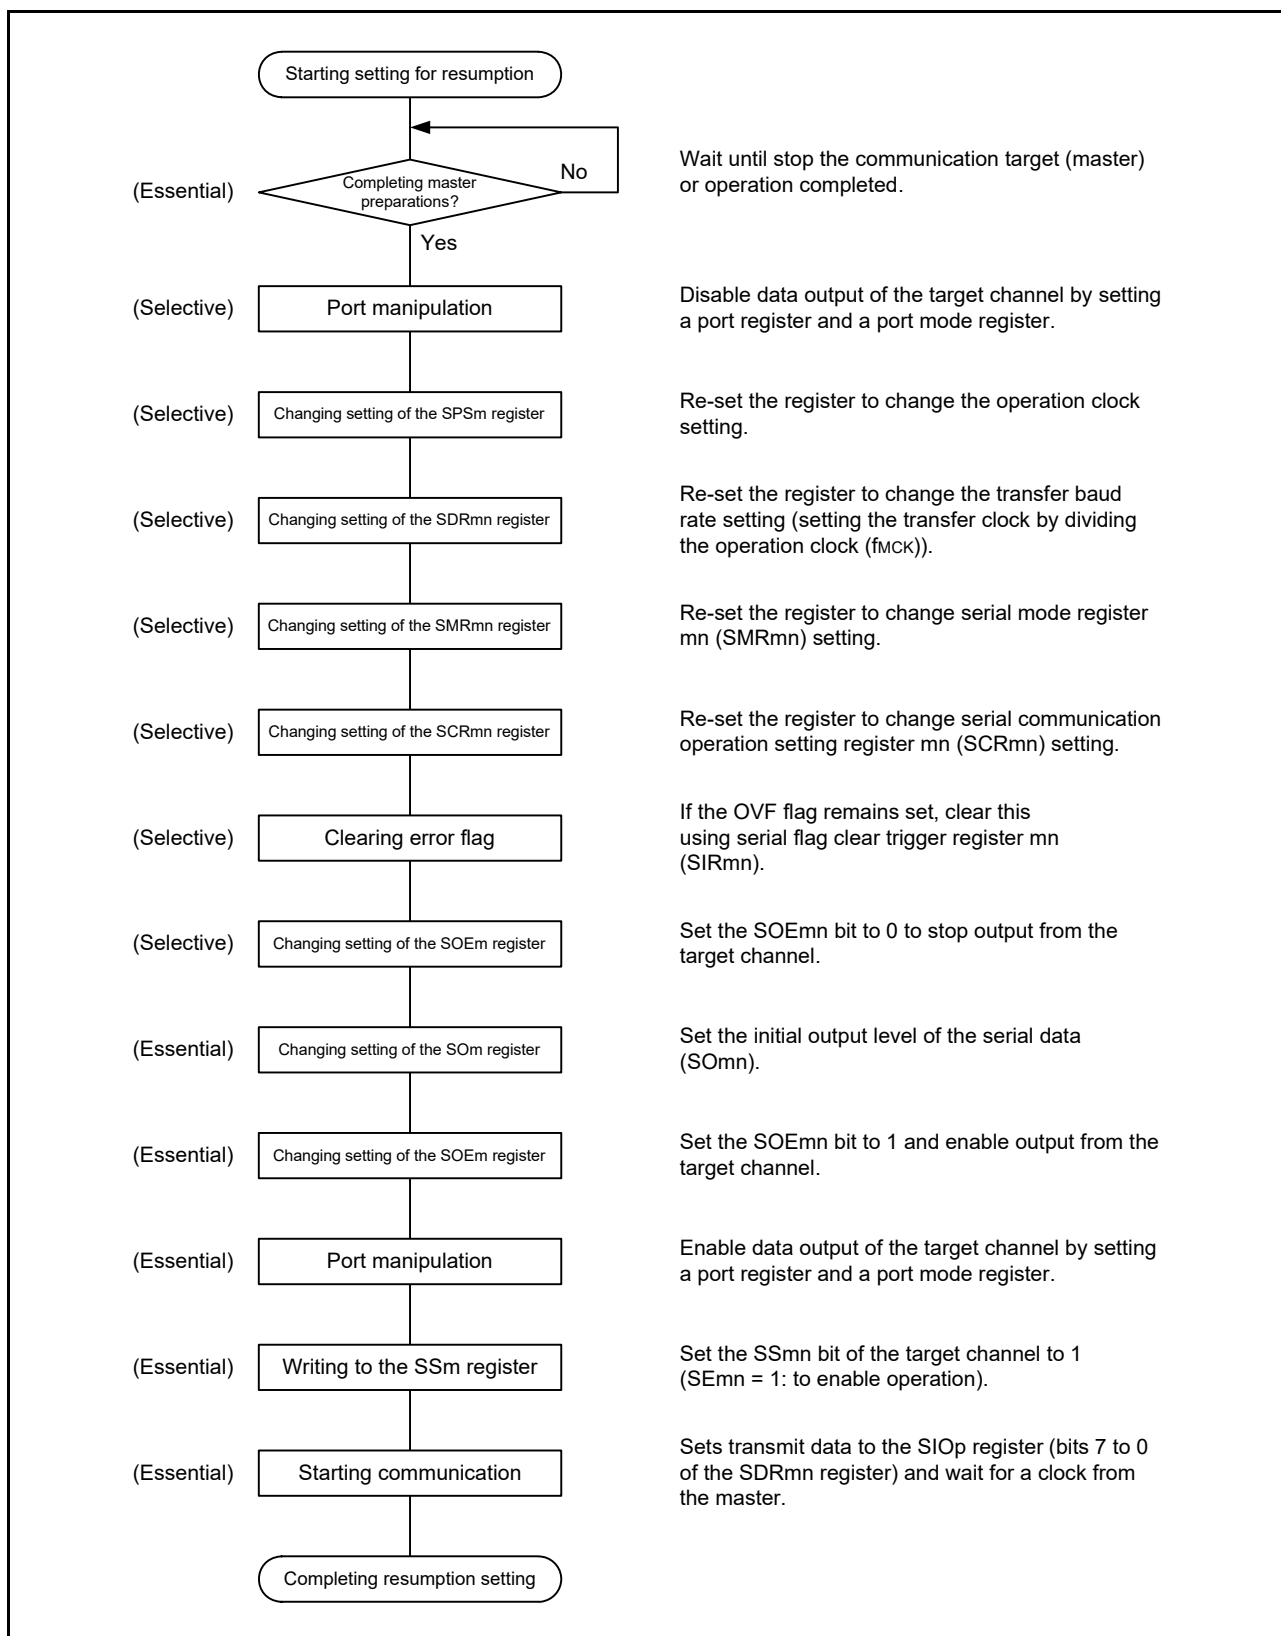 Starting setting for resumption
(Essential)
Completing master
preparations?
No
Yes
Wait until stop the communication target (master)
or operation completed.
(Selective)
Port manipulation
Disable data output of the target channel by setting
a port register and a port mode register.
(Selective)
Changing setting of the SPSm register
Re-set the register to change the operation clock
setting.
(Selective)
Changing setting of the SDRmn register
Re-set the register to change the transfer baud
rate setting (setting the transfer clock by dividing
the operation clock (fMCK)).
(Selective)
Changing setting of the SMRmn register
Re-set the register to change serial mode register
mn (SMRmn) setting.
(Selective)
Changing setting of the SCRmn register
Re-set the register to change serial communication
operation setting register mn (SCRmn) setting.
(Selective)
Clearing error flag
If the OVF flag remains set, clear this
using serial flag clear trigger register mn
(SIRmn).
(Selective)
Changing setting of the SOEm register
Set the SOEmn bit to 0 to stop output from the
target channel.
(Essential)
Changing setting of the SOm register
Set the initial output level of the serial data
(SOmn).
(Essential)
Changing setting of the SOEm register
Set the SOEmn bit to 1 and enable output from the
target channel.
(Essential)
Port manipulation
Enable data output of the target channel by setting
a port register and a port mode register.
(Essential)
Writing to the SSm register
Set the SSmn bit of the target channel to 1
(SEmn = 1: to enable operation).
(Essential)
Starting communication
Sets transmit data to the SIOp register (bits 7 to 0
of the SDRmn register) and wait for a clock from
the master.
Completing resumption setting